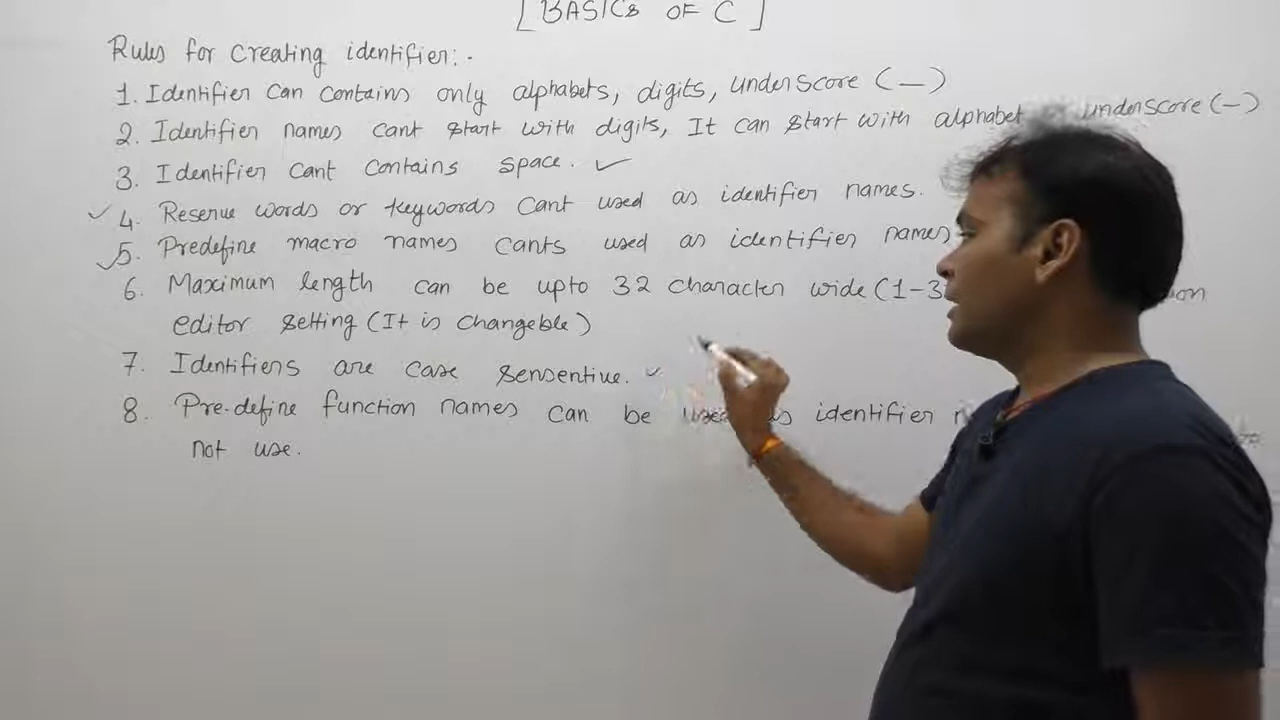 [BASICS OF C]
Rules for creating identifier:-
1. Identifier can contains only alphabets, digits, underscore (_)
2. Identifier names cant start with digits, It can start with alphabet underscore (-)
3. Identifier cant contains space. ✓
✓ 4. Reserve words or keywords cant used as identifier names.
✓ 5. Predefine macro names cants used as identifier names
6. Maximum length can be upto 32 character wide (1-3
editor setting (It is changeble)
7. Identifiers are case sensentive. ✓
8. Pre-define function names can be used as identifier
not use.